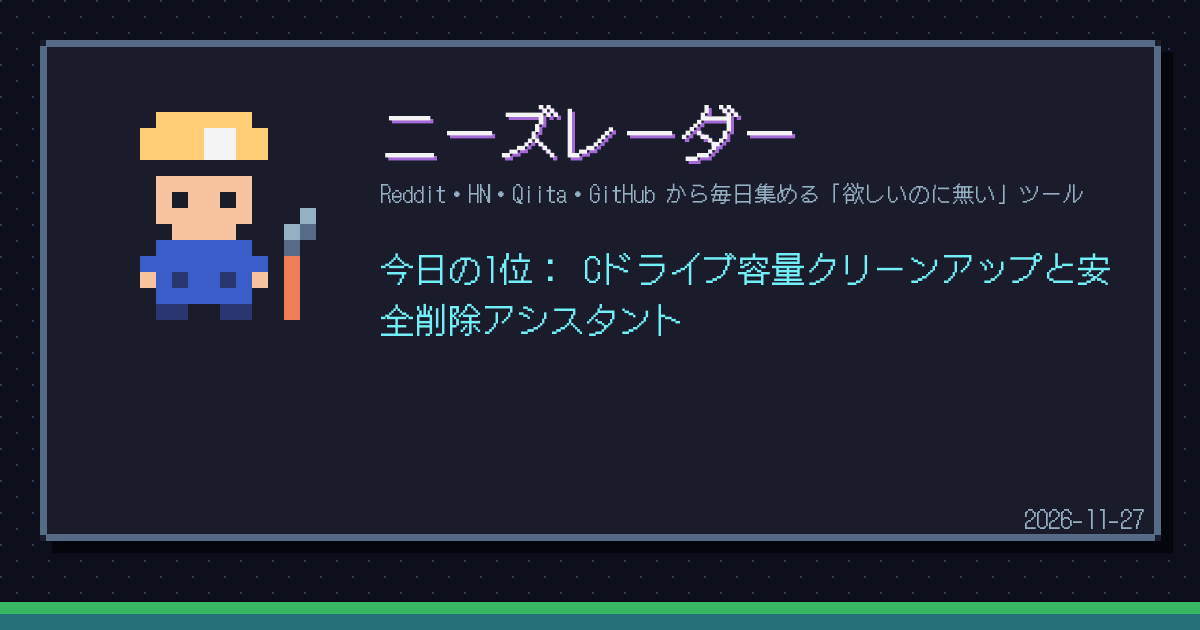 ニーズレーダー
Reddit・HN・Qiita・GitHub から毎日集める「欲しいのに無い」ツール
今日の1位： Cドライブ容量クリーンアップと安
全削除アシスタント
2026-11-27